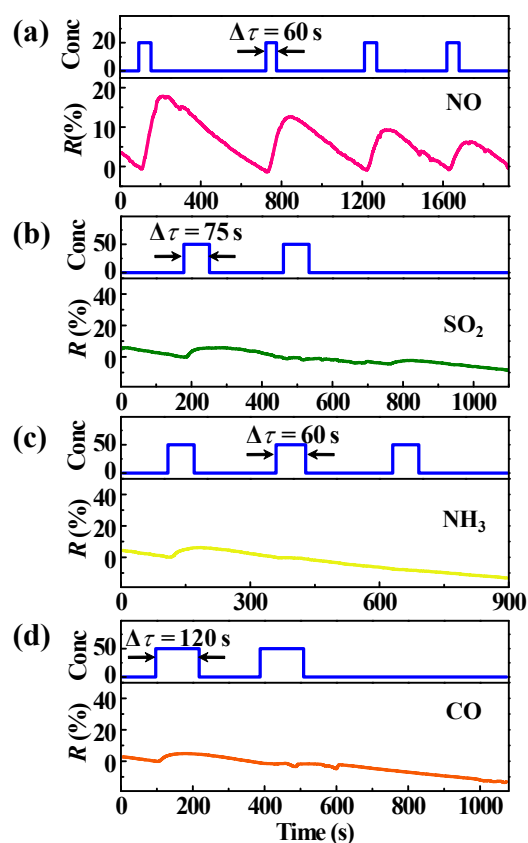 (a)
Conc
20
0
Δτ = 60 s
R(%)
20
10
0
NO
0 400 800 1200 1600
(b)
Conc
50
0
Δτ = 75 s
R (%)
40
20
0
SO₂
0 200 400 600 800 1000
(c)
Conc
50
0
Δτ = 60 s
R (%)
40
20
0
NH₃
0 300 600 900
(d)
Conc
50
0
Δτ = 120 s
R (%)
40
20
0
CO
0 200 400 600 800 1000
Time (s)